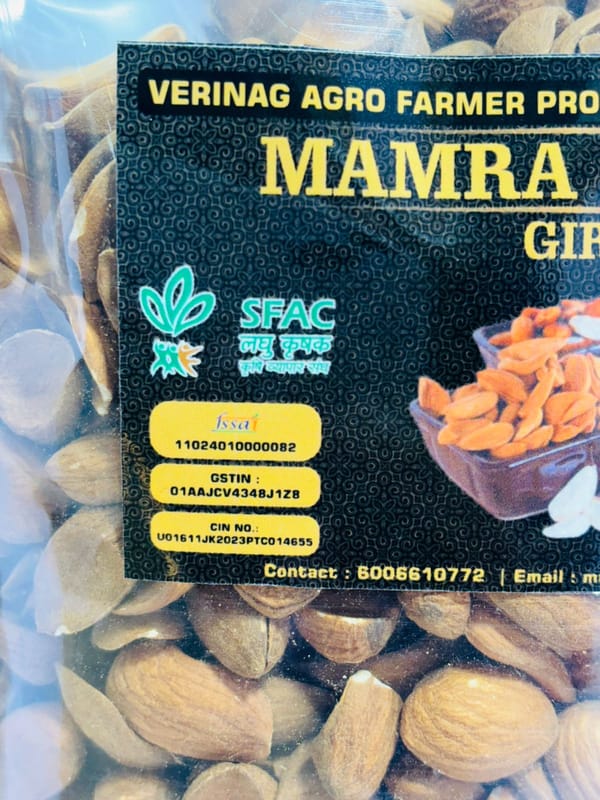 VERINAG AGRO FARMER PRO
MAMRA
GIR
SFAC
लघु कृषक
कृषि व्यापार संघ
fssai
11024010000082
GSTIN :
01AAJCV4348J1Z8
CIN NO.:
U01611JK2023PTC014655
Contact : 6006610772 | Email : m